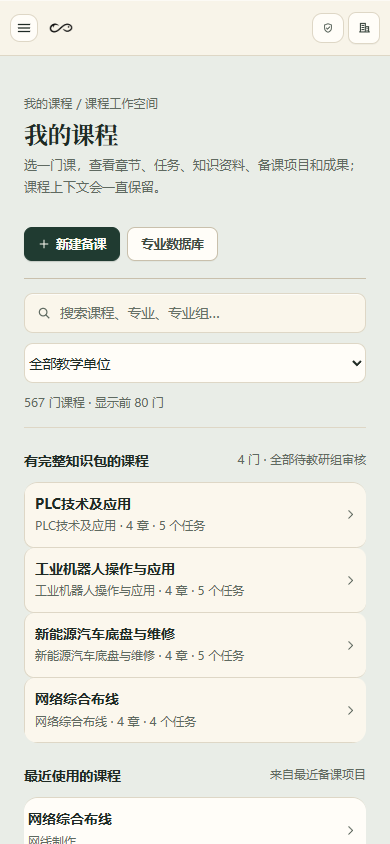 我的课程 / 课程工作空间
我的课程
选一门课，查看章节、任务、知识资料、备课项目和成果；
课程上下文会一直保留。
新建备课
专业数据库
搜索课程、专业、专业组...
全部教学单位
567 门课程 · 显示前 80 门
有完整知识包的课程
4 门 · 全部待教研组审核
PLC技术及应用
PLC技术及应用 · 4 章 · 5 个任务
工业机器人操作与应用
工业机器人操作与应用 · 4 章 · 5 个任务
新能源汽车底盘与维修
新能源汽车底盘与维修 · 4 章 · 5 个任务
网络综合布线
网络综合布线 · 4 章 · 4 个任务
最近使用的课程
来自最近备课项目
网络综合布线
网线制作